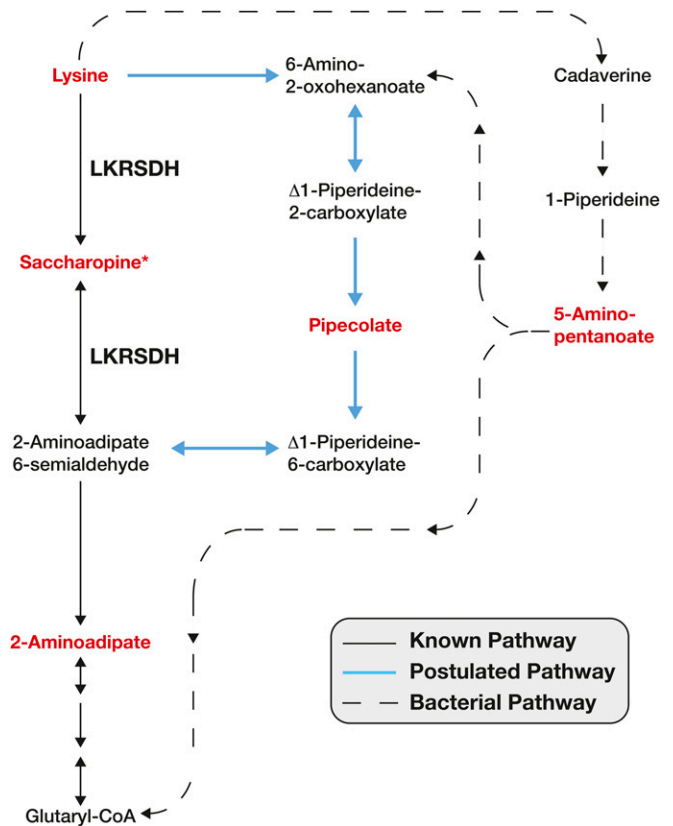 Lysine
6-Amino-
2-oxohexanoate
Cadaverine
LKRSDH
Δ1-Piperideine-
2-carboxylate
1-Piperideine
Saccharopine*
Pipecolate
5-Amino-
pentanoate
LKRSDH
2-Aminoadipate
6-semialdehyde
Δ1-Piperideine-
6-carboxylate
2-Aminoadipate
Known Pathway
Postulated Pathway
Bacterial Pathway
Glutaryl-CoA